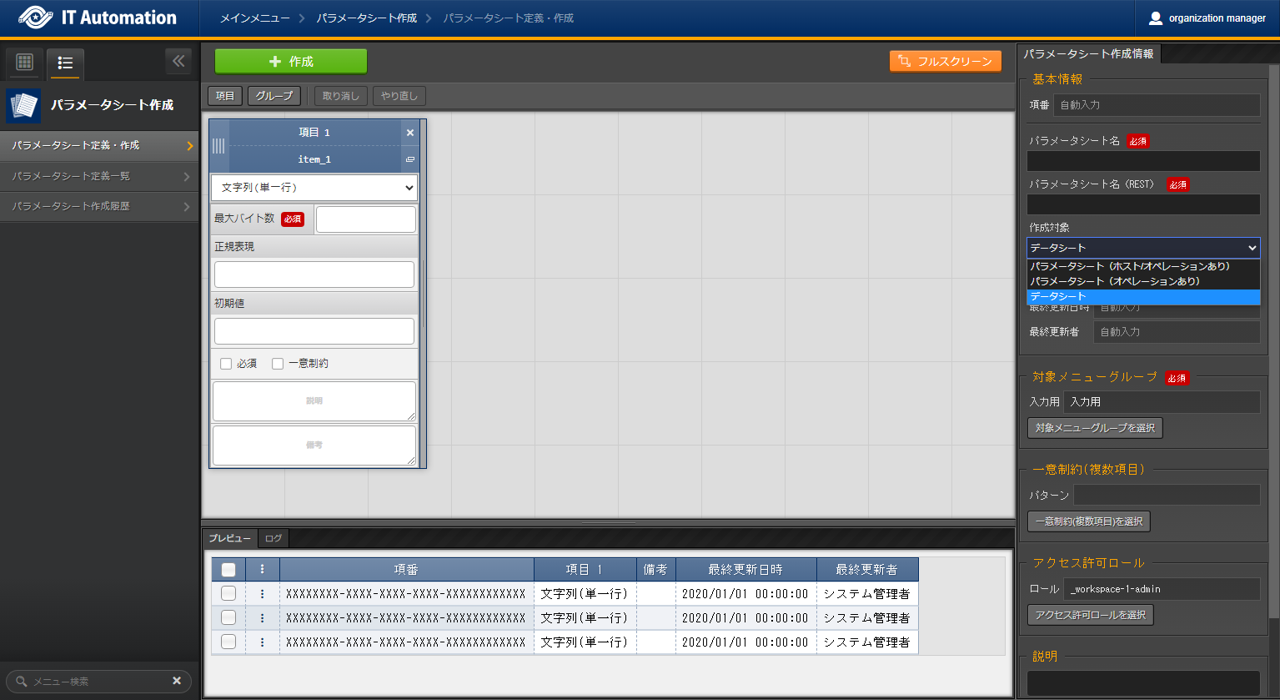 IT Automation
メインメニュー > パラメータシート作成 > パラメータシート定義・作成
organization manager
パラメータシート作成
パラメータシート定義・作成
パラメータシート定義一覧
パラメータシート作成履歴
メニュー検索
作成
フルスクリーン
項目 グループ 取り消し やり直し
項目 1
item_1
文字列(単一行)
最大バイト数 必須
正規表現
初期値
必須 一意制約
説明
備考
プレビュー ログ
項番 項目 1 備考 最終更新日時 最終更新者
XXXXXXXX-XXXX-XXXX-XXXX-XXXXXXXXXXXX 文字列(単一行) 2020/01/01 00:00:00 システム管理者
XXXXXXXX-XXXX-XXXX-XXXX-XXXXXXXXXXXX 文字列(単一行) 2020/01/01 00:00:00 システム管理者
XXXXXXXX-XXXX-XXXX-XXXX-XXXXXXXXXXXX 文字列(単一行) 2020/01/01 00:00:00 システム管理者
パラメータシート作成情報
基本情報
項番 自動入力
パラメータシート名 必須
パラメータシート名 (REST) 必須
作成対象
データシート
パラメータシート (ホスト/オペレーションあり)
パラメータシート (オペレーションあり)
データシート
最終更新日時 自動入力
最終更新者 自動入力
対象メニューグループ 必須
入力用 入力用
対象メニューグループを選択
一意制約(複数項目)
パターン
一意制約(複数項目)を選択
アクセス許可ロール
ロール _workspace-1-admin
アクセス許可ロールを選択
説明